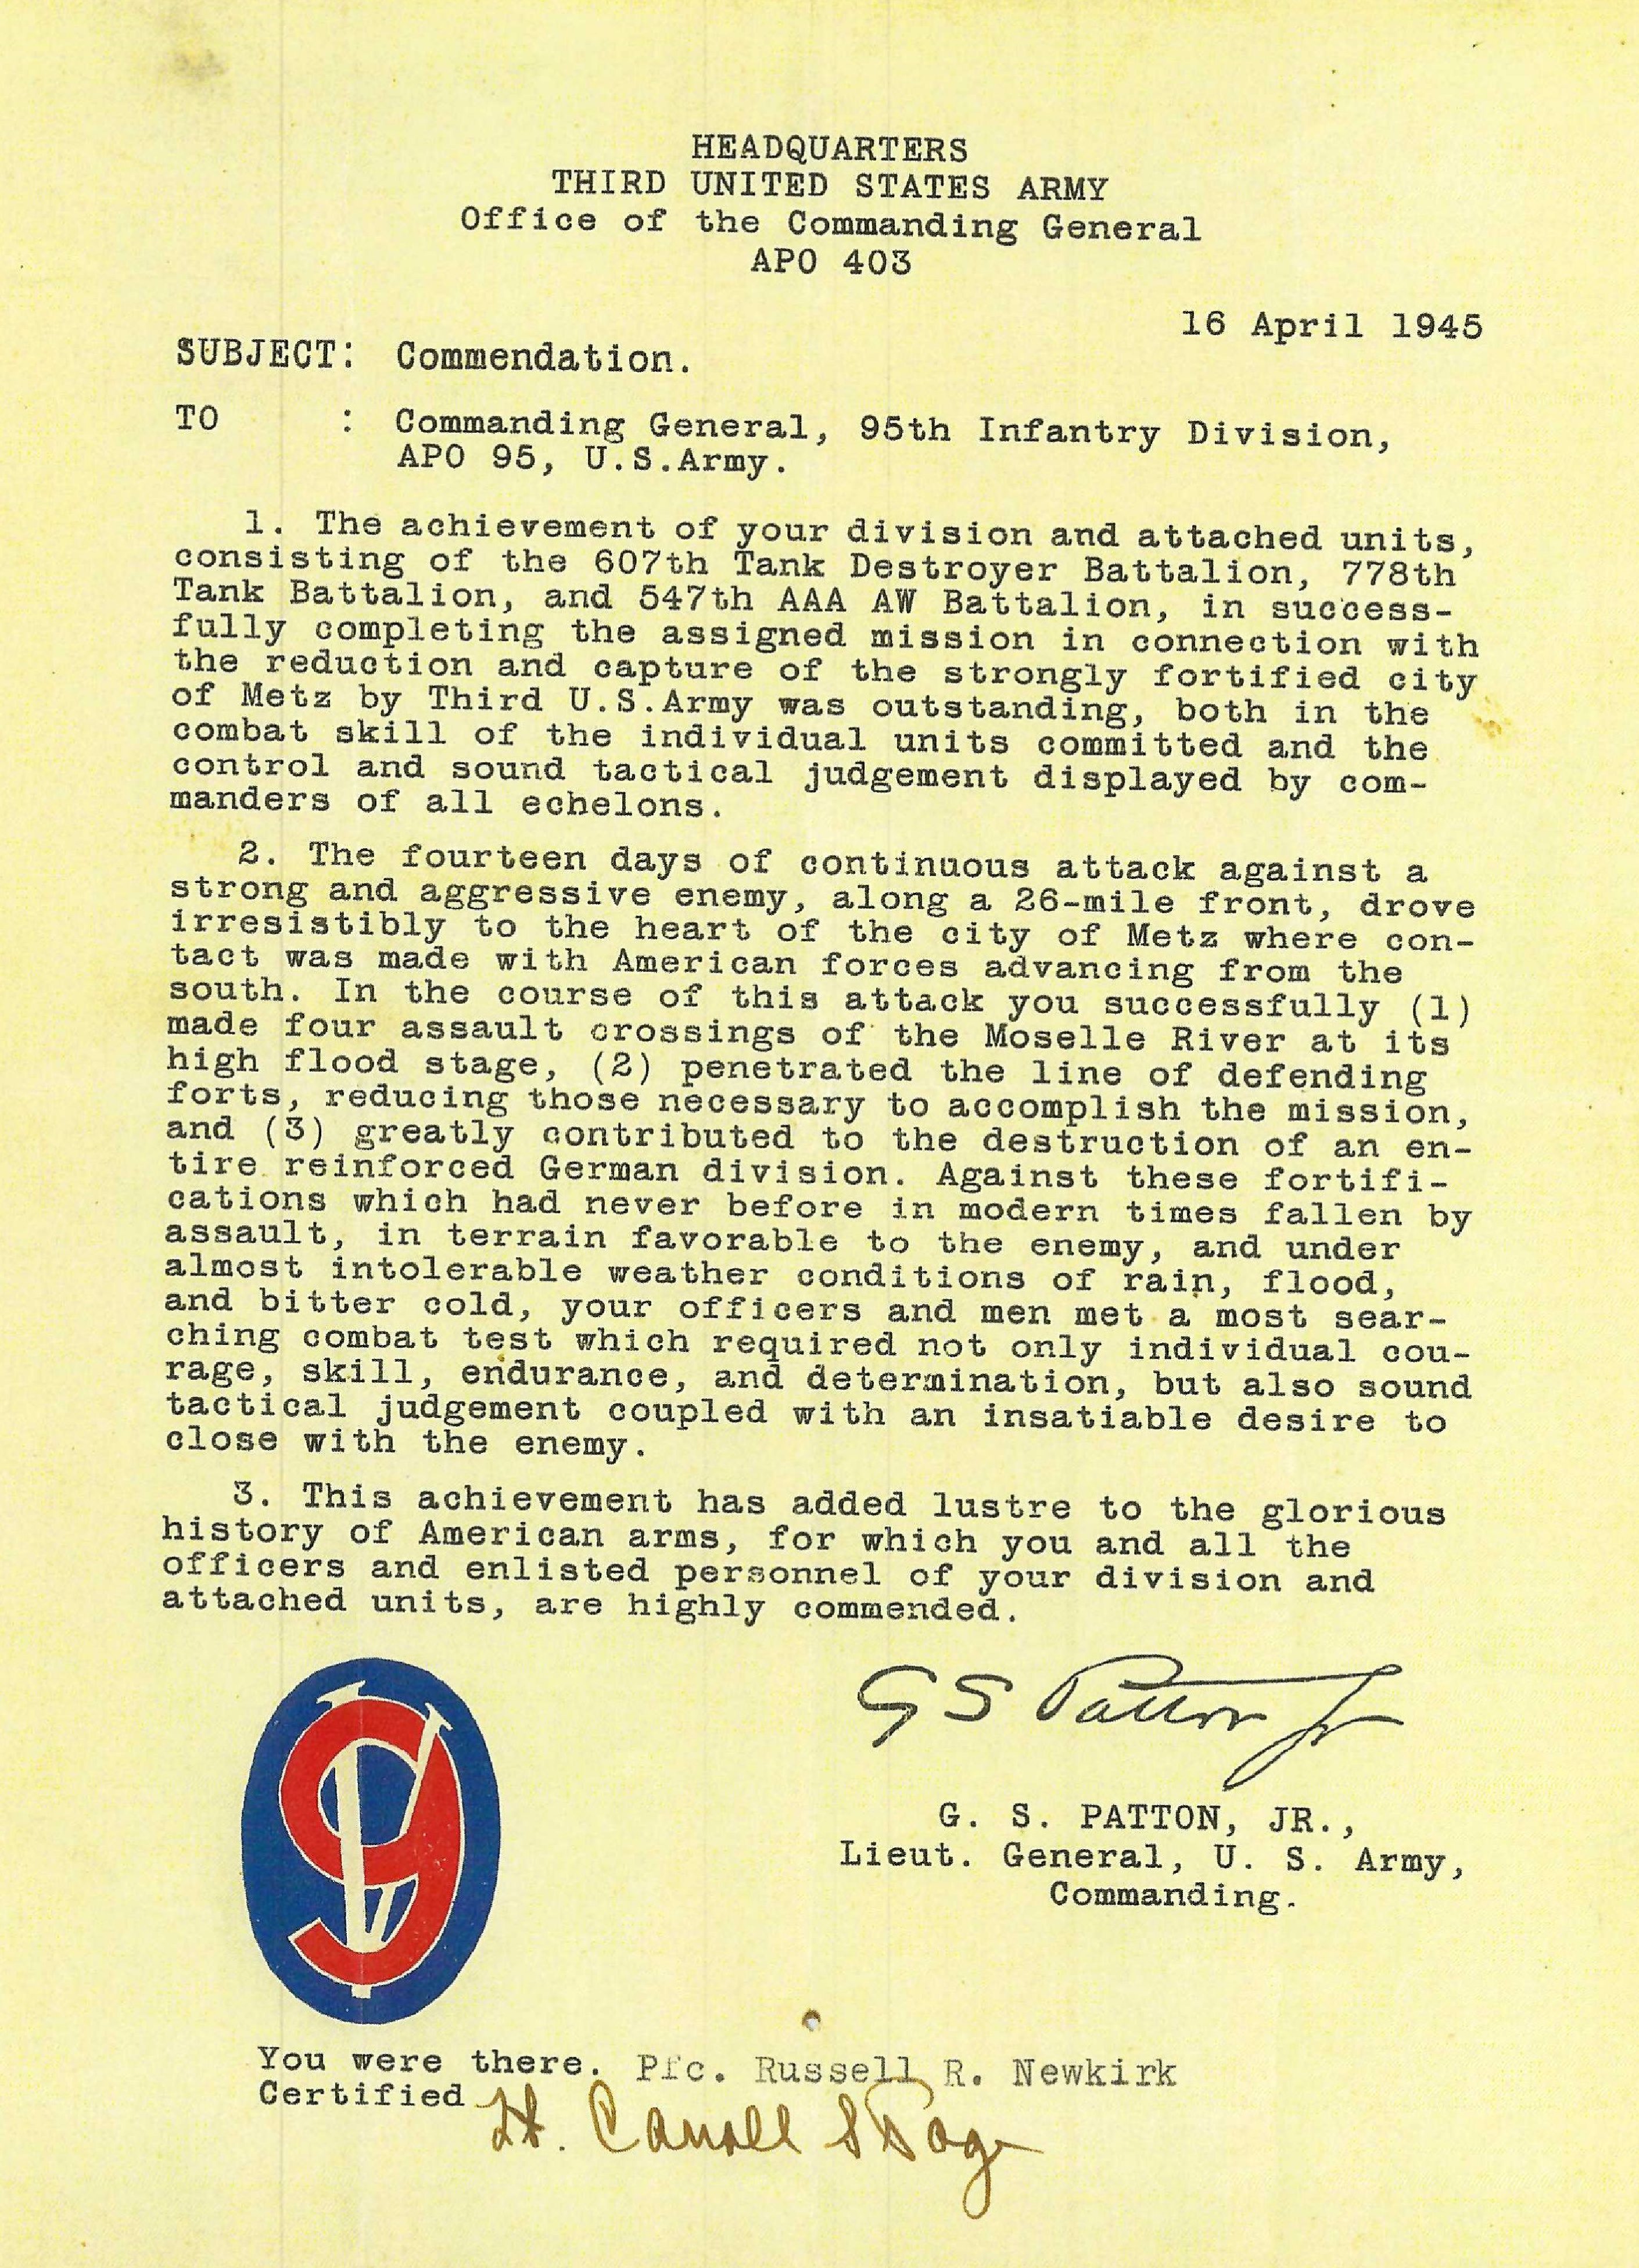 HEADQUARTERS
THIRD UNITED STATES ARMY
Office of the Commanding General
APO 403
16 April 1945
SUBJECT: Commendation.
TO : Commanding General, 95th Infantry Division,
APO 95, U.S.Army.
1. The achievement of your division and attached units,
consisting of the 607th Tank Destroyer Battalion, 778th
Tank Battalion, and 547th AAA AW Battalion, in success-
fully completing the assigned mission in connection with
the reduction and capture of the strongly fortified city
of Metz by Third U.S.Army was outstanding, both in the
combat skill of the individual units committed and the
control and sound tactical judgement displayed by com-
manders of all echelons.
2. The fourteen days of continuous attack against a
strong and aggressive enemy, along a 26-mile front, drove
irresistibly to the heart of the city of Metz where con-
tact was made with American forces advancing from the
south. In the course of this attack you successfully (1)
made four assault crossings of the Moselle River at its
high flood stage, (2) penetrated the line of defending
forts, reducing those necessary to accomplish the mission,
and (3) greatly contributed to the destruction of an en-
tire reinforced German division. Against these fortifi-
cations which had never before in modern times fallen by
assault, in terrain favorable to the enemy, and under
almost intolerable weather conditions of rain, flood,
and bitter cold, your officers and men met a most sear-
ching combat test which required not only individual cou-
rage, skill, endurance, and determination, but also sound
tactical judgement coupled with an insatiable desire to
close with the enemy.
3. This achievement has added lustre to the glorious
history of American arms, for which you and all the
officers and enlisted personnel of your division and
attached units, are highly commended.
G S Patton Jr
G. S. PATTON, JR.,
Lieut. General, U. S. Army,
Commanding.
9V
You were there. Pfc. Russell R. Newkirk
Certified Lt. Carroll S